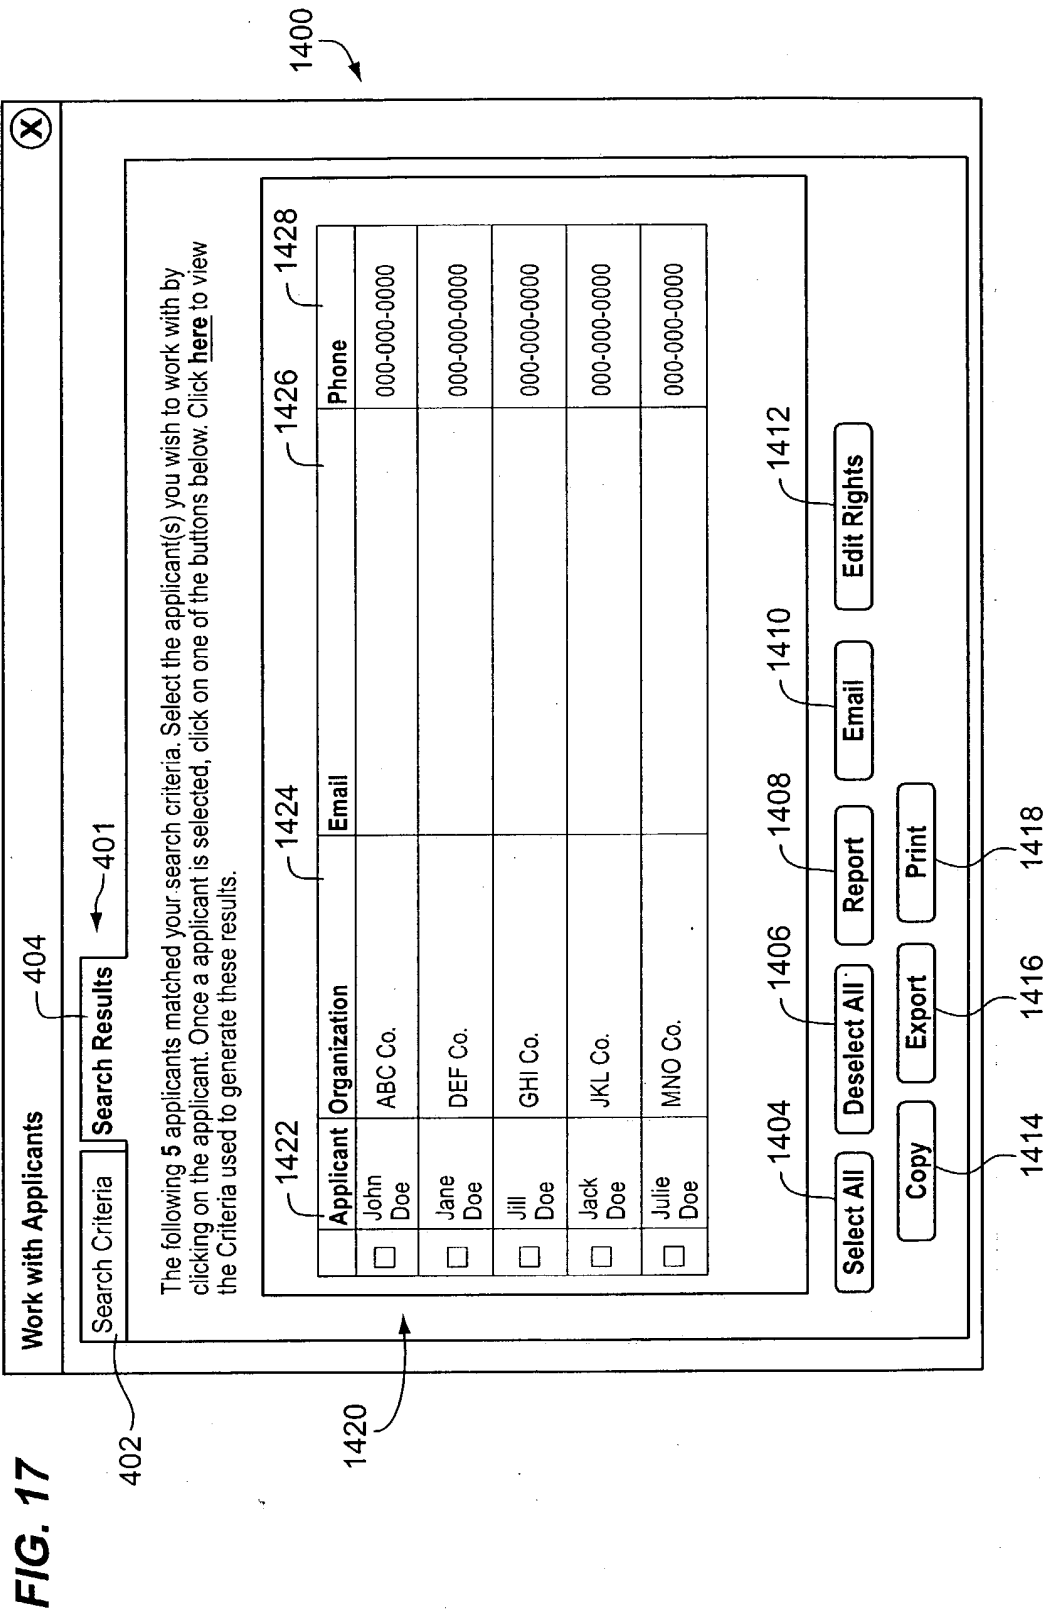 FIG. 17
1400
Work with Applicants
X
404
401
402
Search Criteria
Search Results
The following 5 applicants matched your search criteria. Select the applicant(s) you wish to work with by
clicking on the applicant. Once a applicant is selected, click on one of the buttons below. Click here to view
the Criteria used to generate these results.
1420
1422
1424
1426
1428
Applicant Organization Email Phone
John Doe ABC Co. 000-000-0000
Jane Doe DEF Co. 000-000-0000
Jill Doe GHI Co. 000-000-0000
Jack Doe JKL Co. 000-000-0000
Julie Doe MNO Co. 000-000-0000
1404
1406
1408
1410
1412
Select All Deselect All Report Email Edit Rights
Copy Export Print
1414
1416
1418